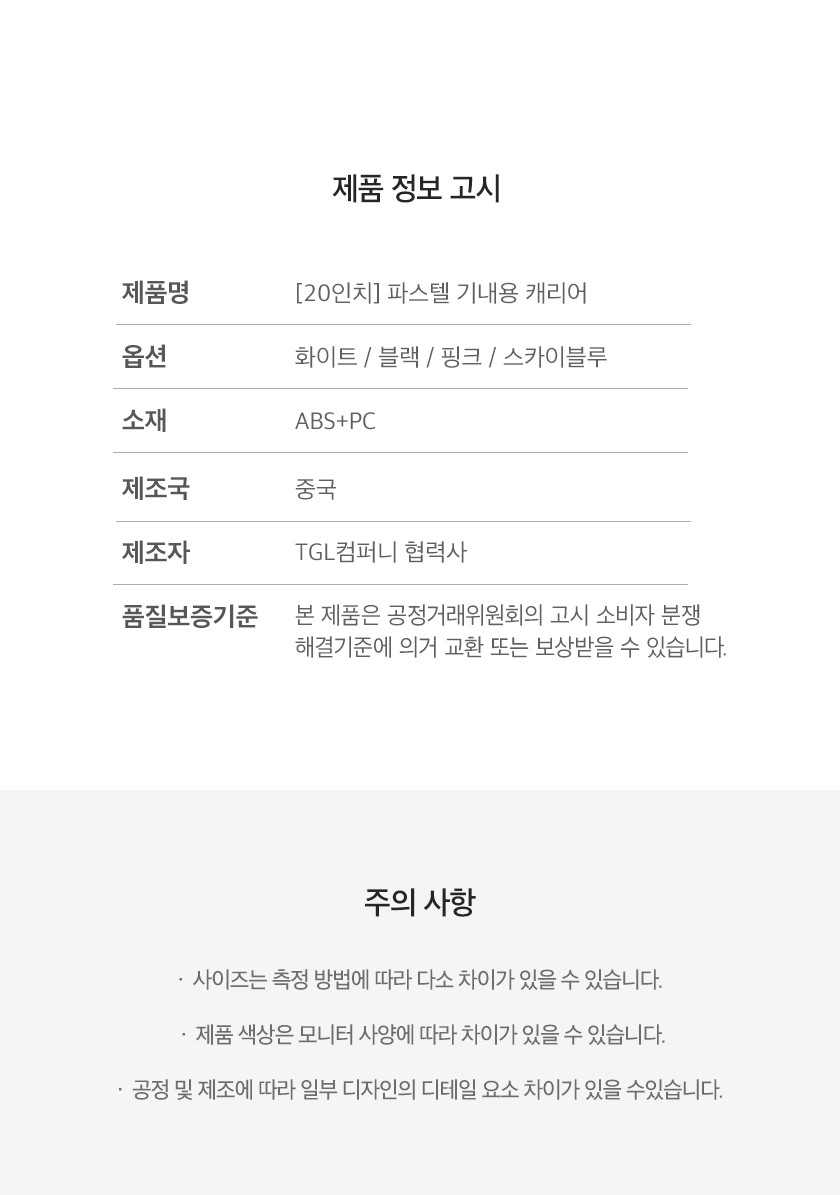 제품 정보 고시
제품명 [20인치] 파스텔 기내용 캐리어
옵션 화이트 / 블랙 / 핑크 / 스카이블루
소재 ABS+PC
제조국 중국
제조자 TGL컴퍼니 협력사
품질보증기준 본 제품은 공정거래위원회의 고시 소비자 분쟁
해결기준에 의거 교환 또는 보상받을 수 있습니다.
주의 사항
· 사이즈는 측정 방법에 따라 다소 차이가 있을 수 있습니다.
· 제품 색상은 모니터 사양에 따라 차이가 있을 수 있습니다.
· 공정 및 제조에 따라 일부 디자인의 디테일 요소 차이가 있을 수있습니다.